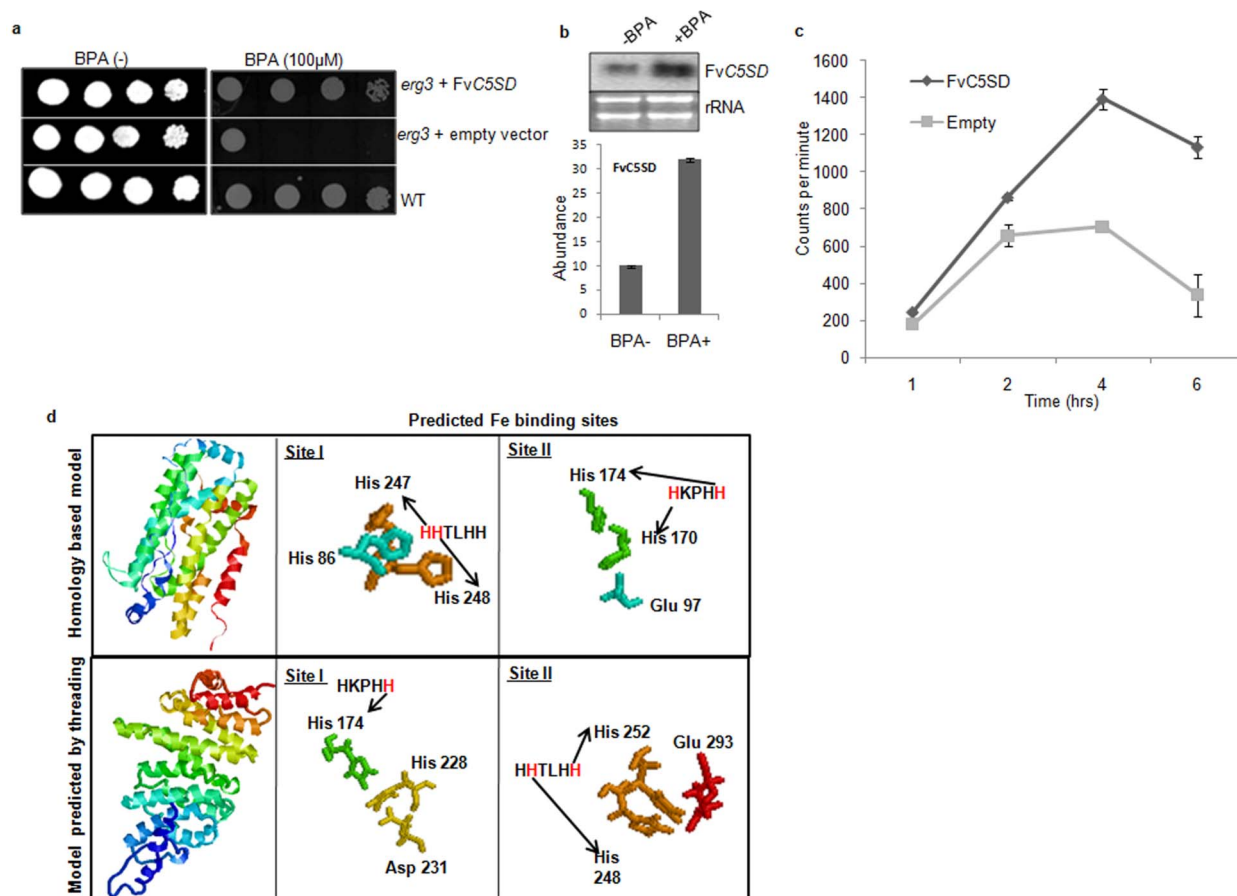 a
BPA (-)
BPA (100µM)
erg3 + FvC5SD
erg3 + empty vector
WT
b
-BPA
+BPA
FvC5SD
rRNA
35
30
25
20
15
10
5
0
Abundance
FvC5SD
BPA-
BPA+
c
1600
1400
1200
1000
800
600
400
200
0
Counts per minute
FvC5SD
Empty
1
2
4
6
Time (hrs)
d
Predicted Fe binding sites
Homology based model
Site I
His 247
HHTLHH
His 86
His 248
Site II
His 174
HKPHH
His 170
Glu 97
Model predicted by threading
Site I
HKPHH
His 174
His 228
Asp 231
Site II
His 252
Glu 293
HHTLHH
His
248